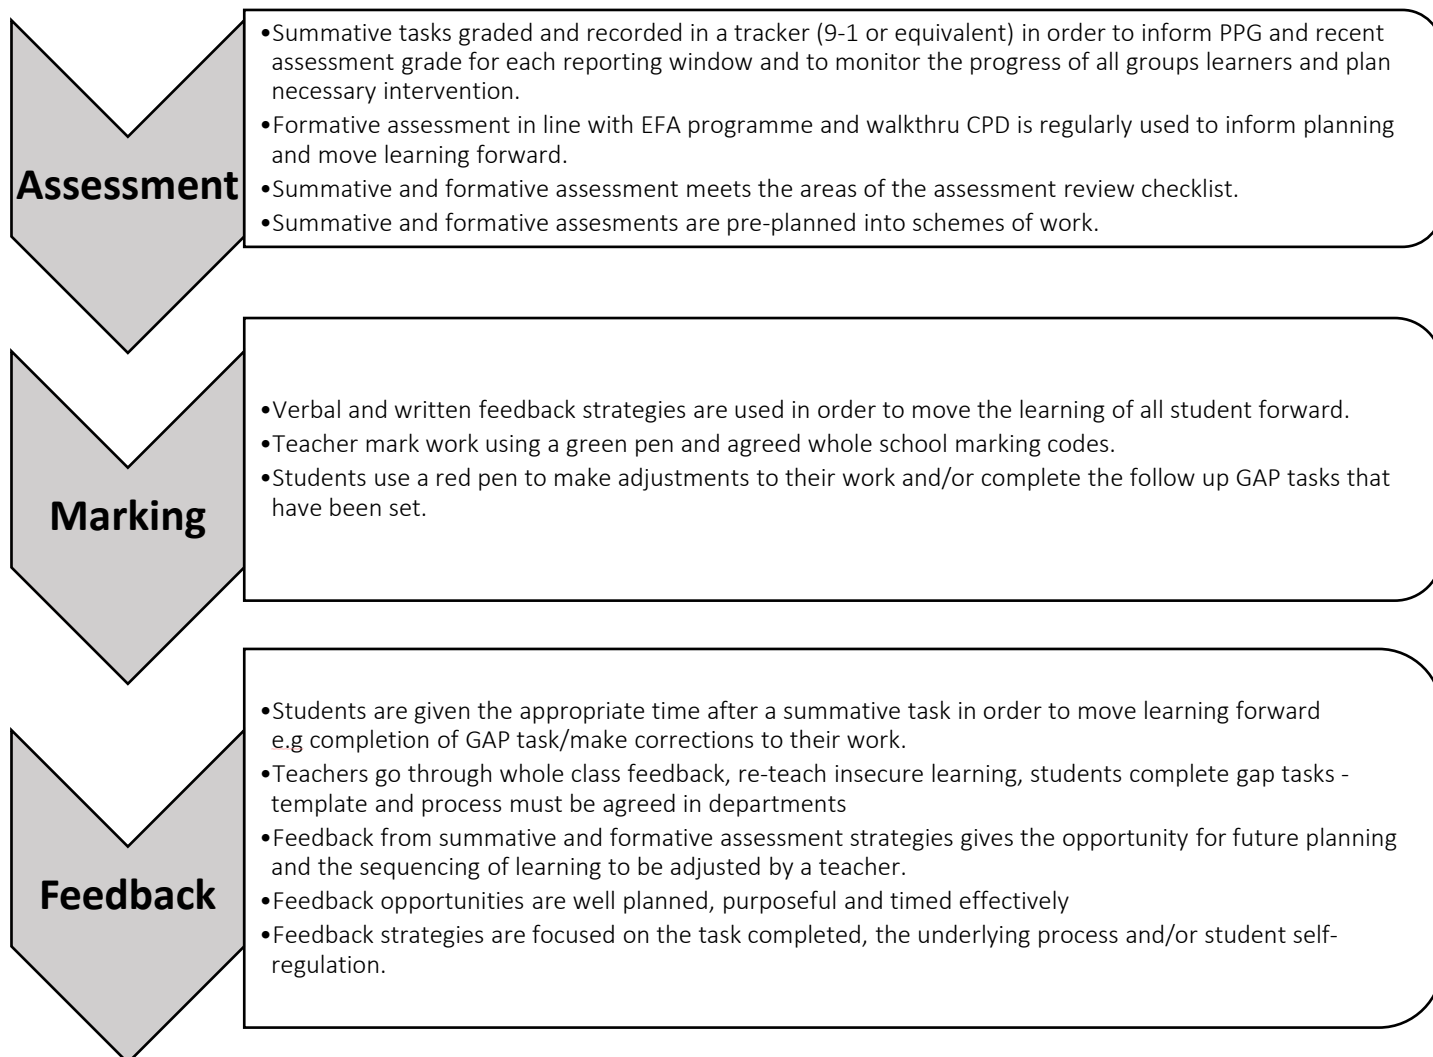 Assessment
•Summative tasks graded and recorded in a tracker (9-1 or equivalent) in order to inform PPG and recent
assessment grade for each reporting window and to monitor the progress of all groups learners and plan
necessary intervention.
•Formative assessment in line with EFA programme and walkthru CPD is regularly used to inform planning
and move learning forward.
•Summative and formative assessment meets the areas of the assessment review checklist.
•Summative and formative assesments are pre-planned into schemes of work.
Marking
•Verbal and written feedback strategies are used in order to move the learning of all student forward.
•Teacher mark work using a green pen and agreed whole school marking codes.
•Students use a red pen to make adjustments to their work and/or complete the follow up GAP tasks that
have been set.
Feedback
•Students are given the appropriate time after a summative task in order to move learning forward
e.g completion of GAP task/make corrections to their work.
•Teachers go through whole class feedback, re-teach insecure learning, students complete gap tasks -
template and process must be agreed in departments
•Feedback from summative and formative assessment strategies gives the opportunity for future planning
and the sequencing of learning to be adjusted by a teacher.
•Feedback opportunities are well planned, purposeful and timed effectively
•Feedback strategies are focused on the task completed, the underlying process and/or student self-
regulation.